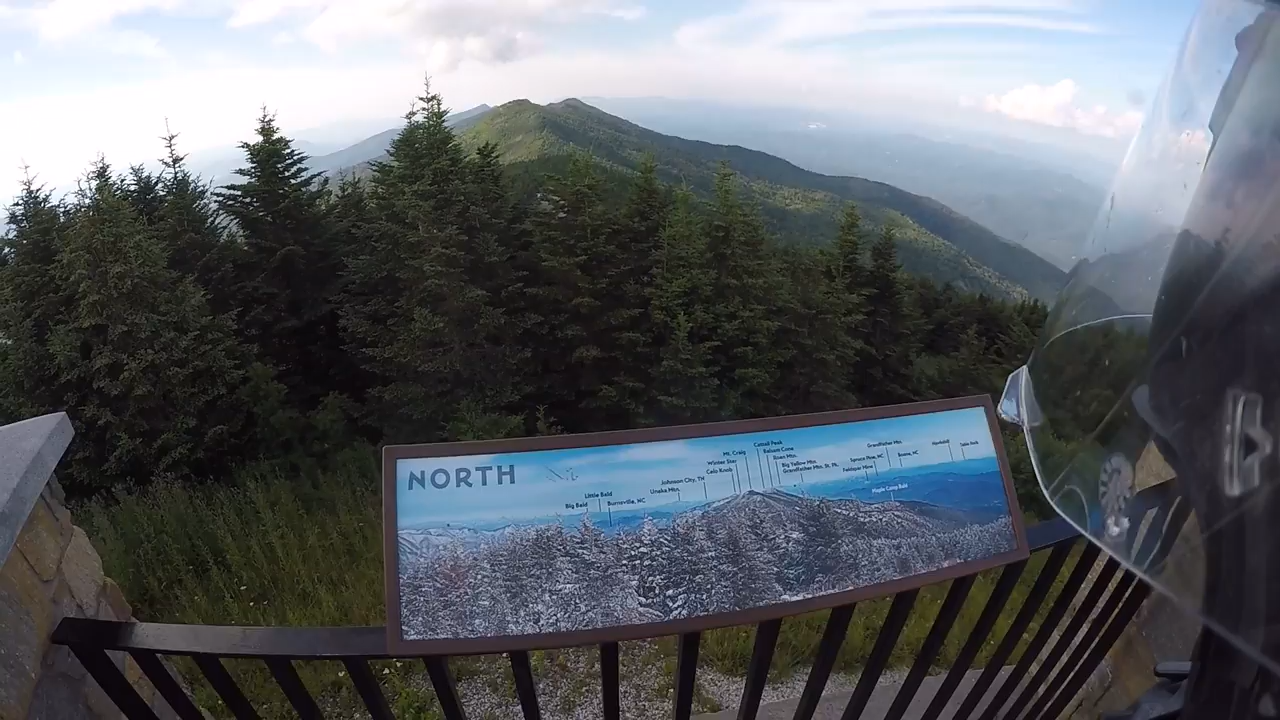 NORTH
Big Bald
Little Bald
Burnsville, NC
Unaka Mtn.
Johnson City, TN
Celo Knob
Winter Star
Mt. Craig
Cattail Peak
Balsam Cone
Roan Mtn.
Big Yellow Mtn.
Grandfather Mtn. St. Pk.
Spruce Pine, NC
Feldspar Mine
Grandfather Mtn.
Boone, NC
Hawksbill
Table Rock
Maple Camp Bald